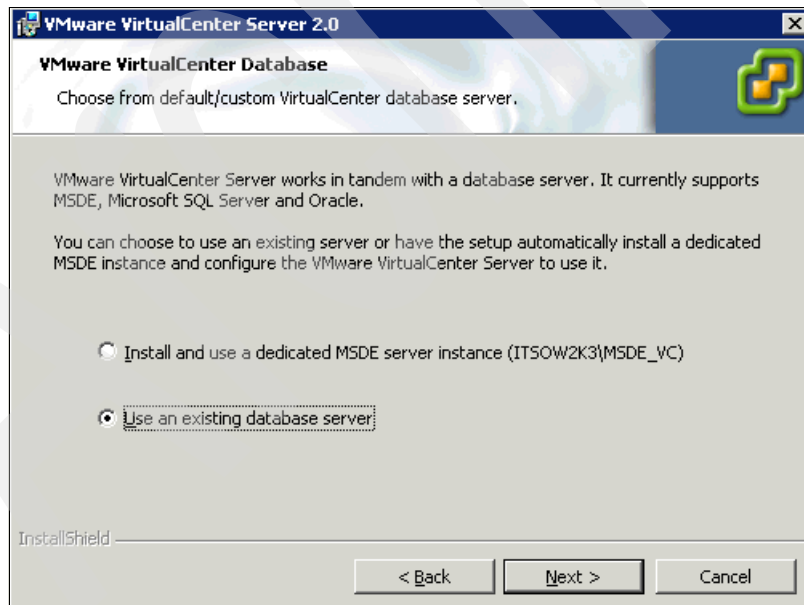 VMware VirtualCenter Server 2.0
VMware VirtualCenter Database
Choose from default/custom VirtualCenter database server.
VMware VirtualCenter Server works in tandem with a database server. It currently supports
MSDE, Microsoft SQL Server and Oracle.
You can choose to use an existing server or have the setup automatically install a dedicated
MSDE instance and configure the VMware VirtualCenter Server to use it.
Install and use a dedicated MSDE server instance (ITSOW2K3\MSDE_VC)
Use an existing database server
InstallShield
< Back Next > Cancel